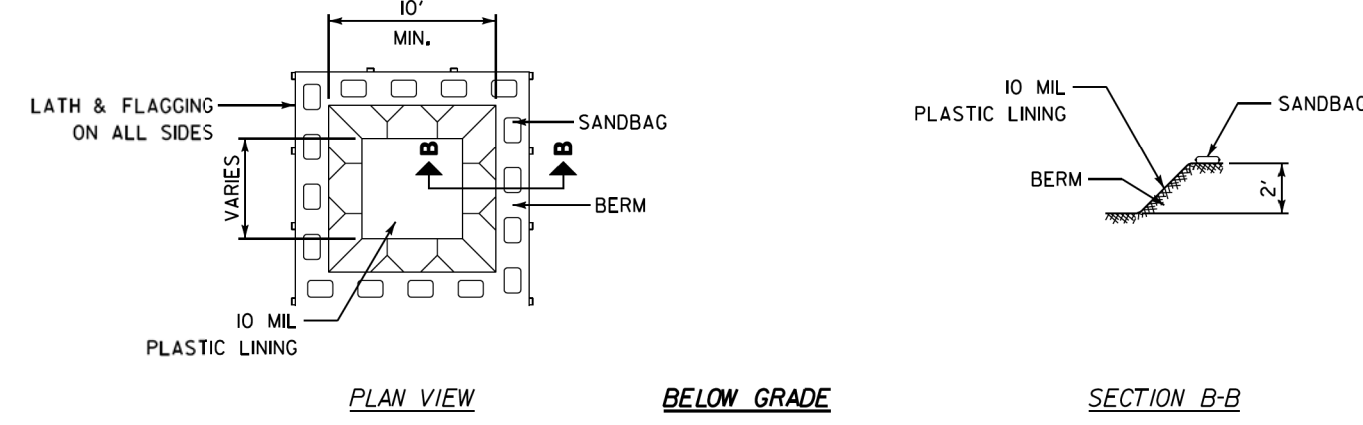 10'
MIN.
LATH & FLAGGING
ON ALL SIDES
VARIES
B B
SANDBAG
BERM
10 MIL
PLASTIC LINING
PLAN VIEW
BELOW GRADE
10 MIL
PLASTIC LINING
SANDBAG
BERM
2'
SECTION B-B